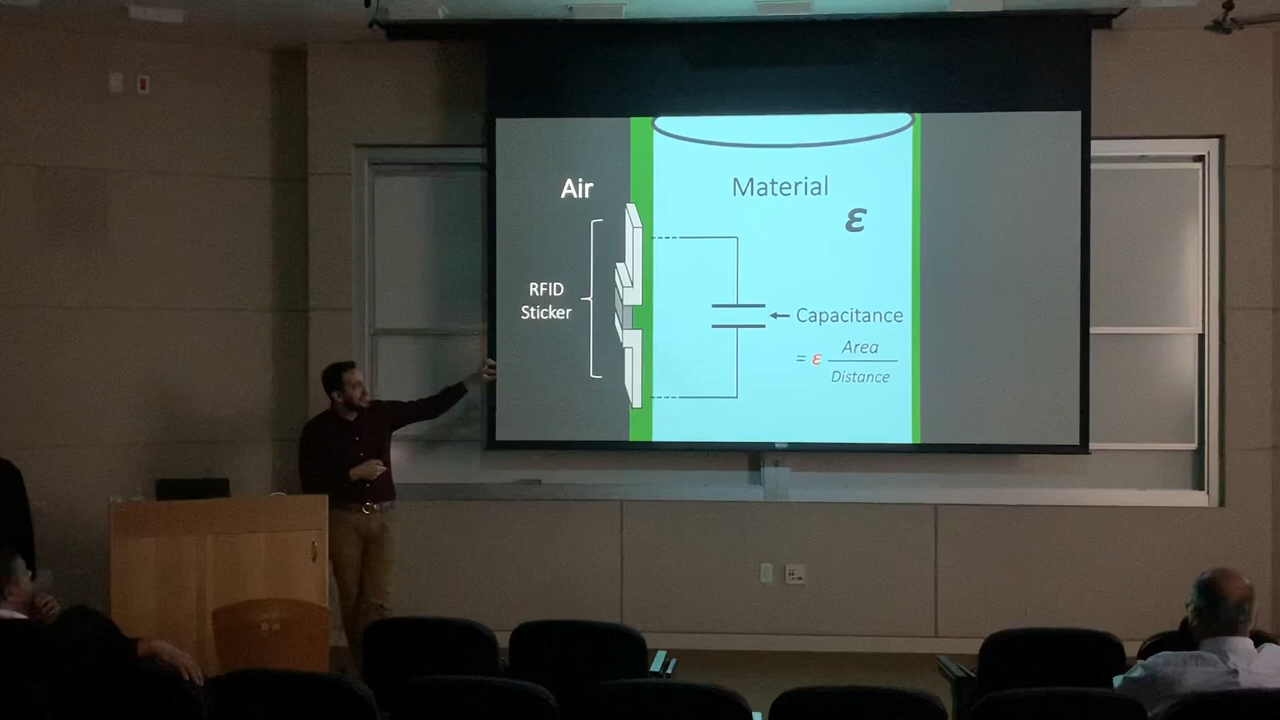 Air
Material
ε
RFID
Sticker
Capacitance
= ε Area
Distance